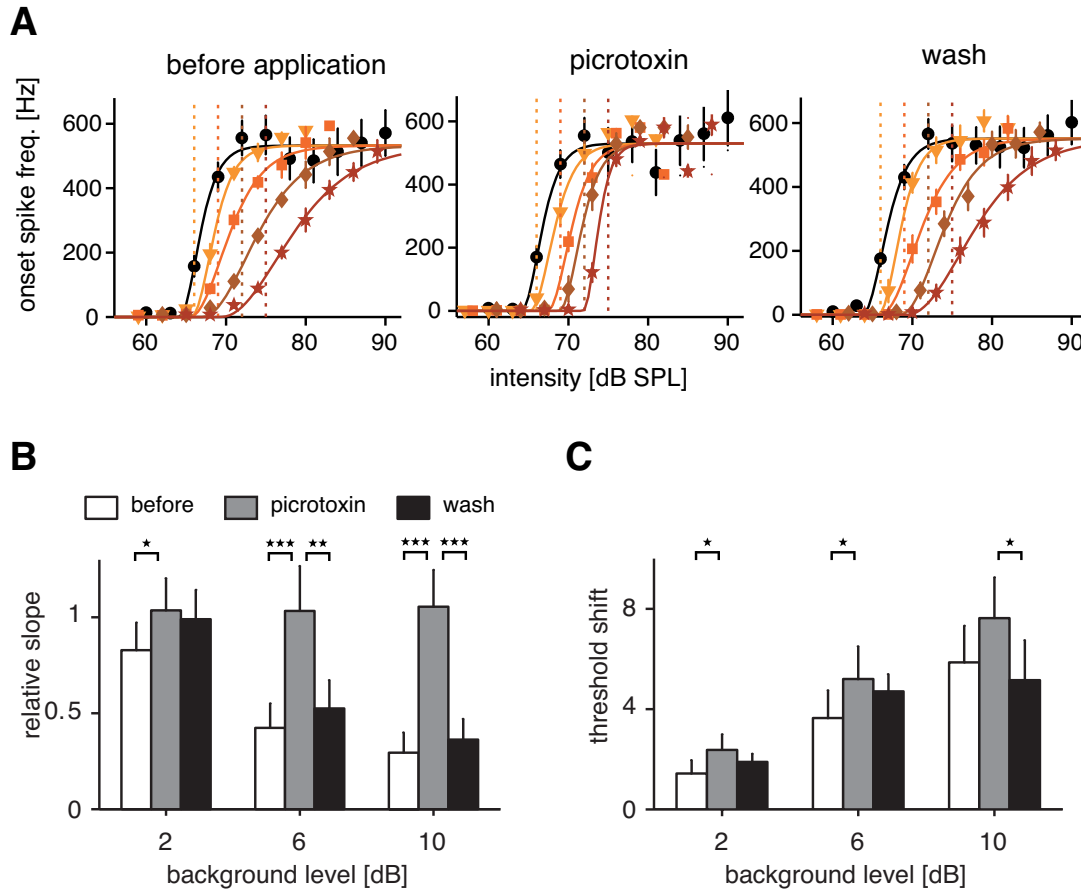 A
before application
picrotoxin
wash
onset spike freq. [Hz]
600
400
200
0
60
70
80
90
600
400
200
0
60
70
80
90
600
400
200
0
60
70
80
90
intensity [dB SPL]
B
before
picrotoxin
wash
★
★★★
★★
★★★
★★★
relative slope
1
0.5
0
2
6
10
background level [dB]
C
★
★
★
threshold shift
8
4
0
2
6
10
background level [dB]